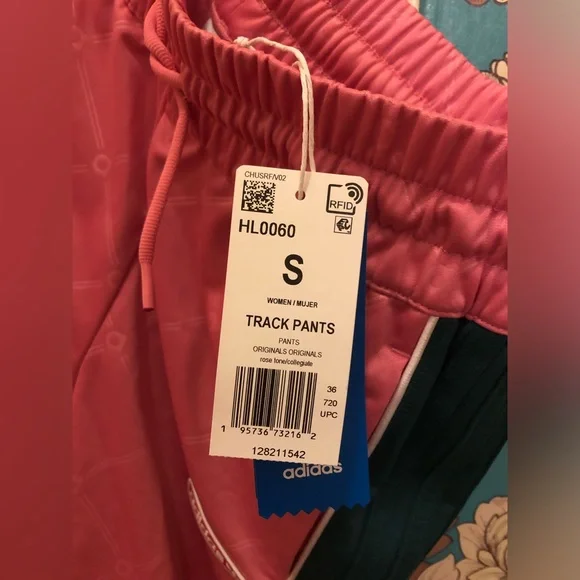 CHUSRF/V02
RFID
HL0060
S
WOMEN / MUJER
TRACK PANTS
PANTS
ORIGINALS ORIGINALS
rose tone/collegiate
36
720
UPC
1 95736 73216 2
128211542
adidas